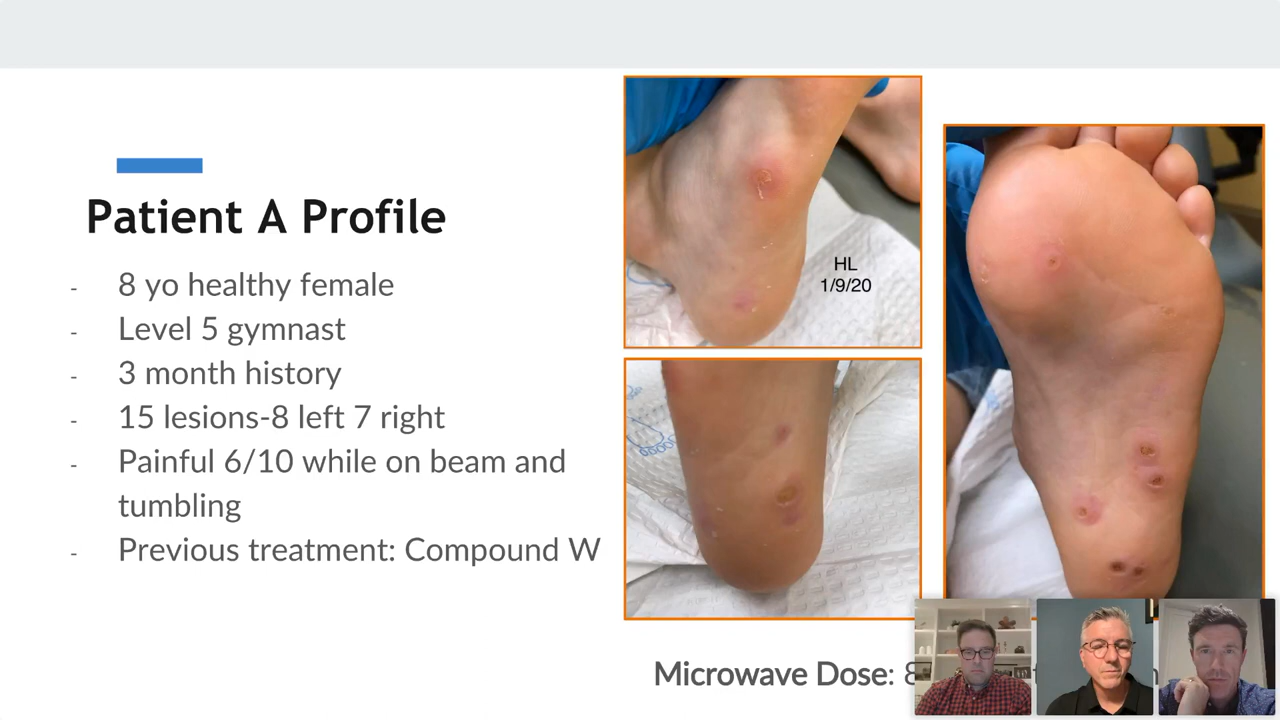 Patient A Profile
- 8 yo healthy female
- Level 5 gymnast
- 3 month history
- 15 lesions-8 left 7 right
- Painful 6/10 while on beam and
tumbling
- Previous treatment: Compound W
HL
1/9/20
Microwave Dose: